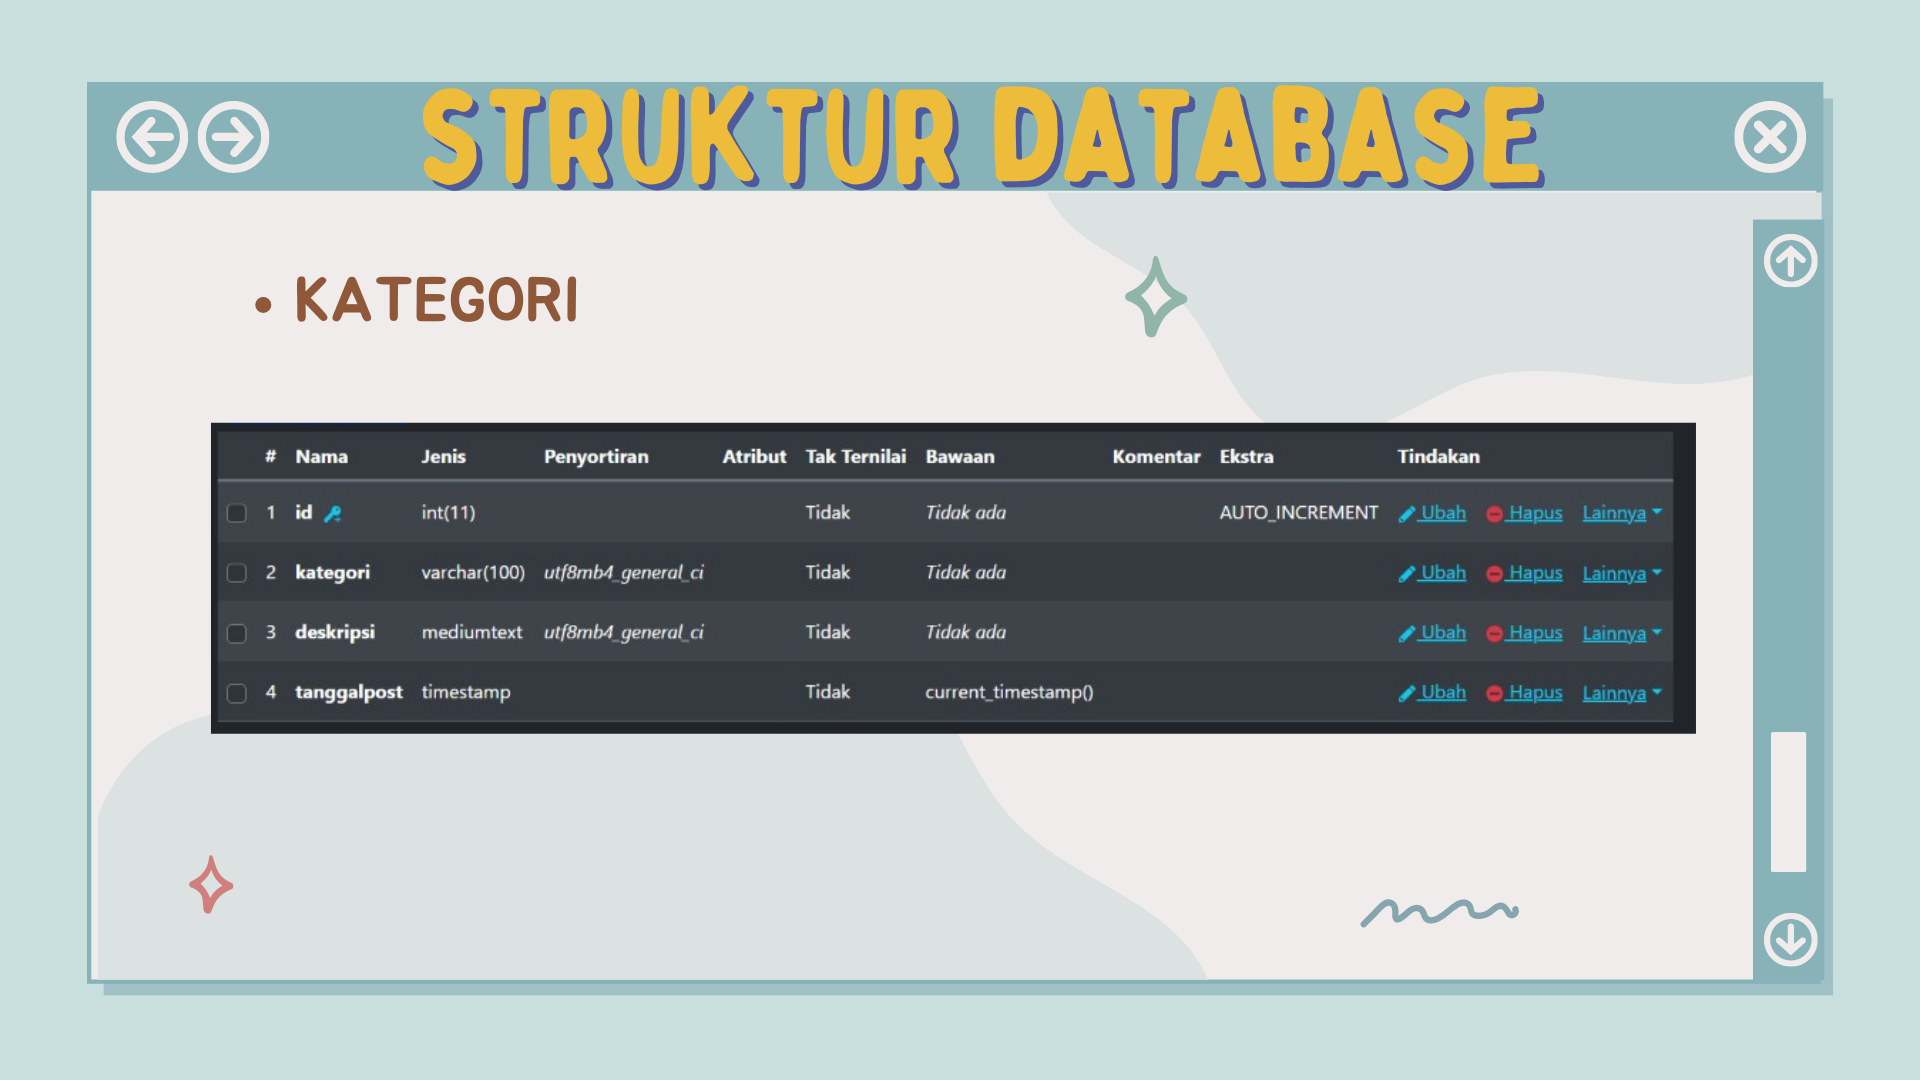 STRUKTUR DATABASE
• KATEGORI
# Nama Jenis Penyortiran Atribut Tak Ternilai Bawaan Komentar Ekstra Tindakan
1 id int(11) Tidak Tidak ada AUTO_INCREMENT Ubah Hapus Lainnya
2 kategori varchar(100) utf8mb4_general_ci Tidak Tidak ada Ubah Hapus Lainnya
3 deskripsi mediumtext utf8mb4_general_ci Tidak Tidak ada Ubah Hapus Lainnya
4 tanggalpost timestamp Tidak current_timestamp() Ubah Hapus Lainnya